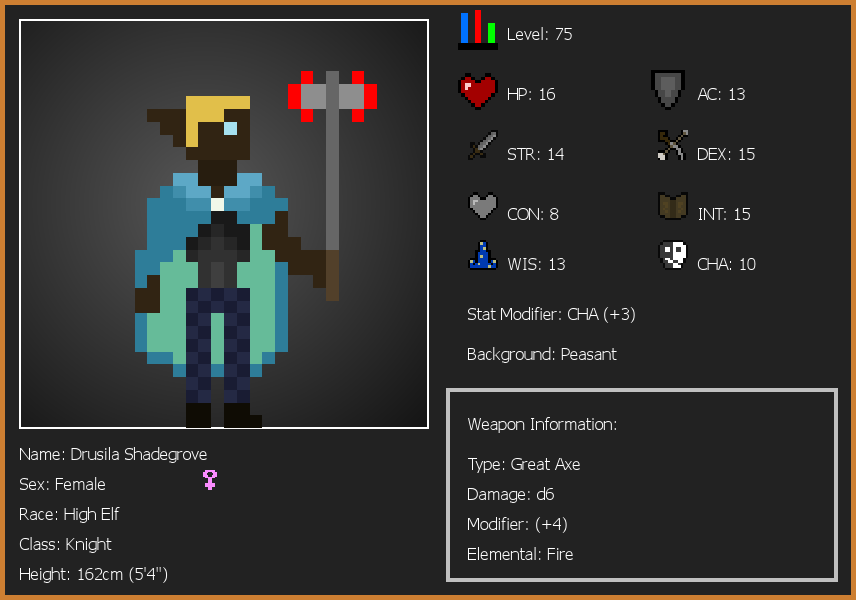 Level: 75
HP: 16
AC: 13
STR: 14
DEX: 15
CON: 8
INT: 15
WIS: 13
CHA: 10
Stat Modifier: CHA (+3)
Background: Peasant
Weapon Information:
Type: Great Axe
Damage: d6
Modifier: (+4)
Elemental: Fire
Name: Drusila Shadegrove
Sex: Female
Race: High Elf
Class: Knight
Height: 162cm (5'4")